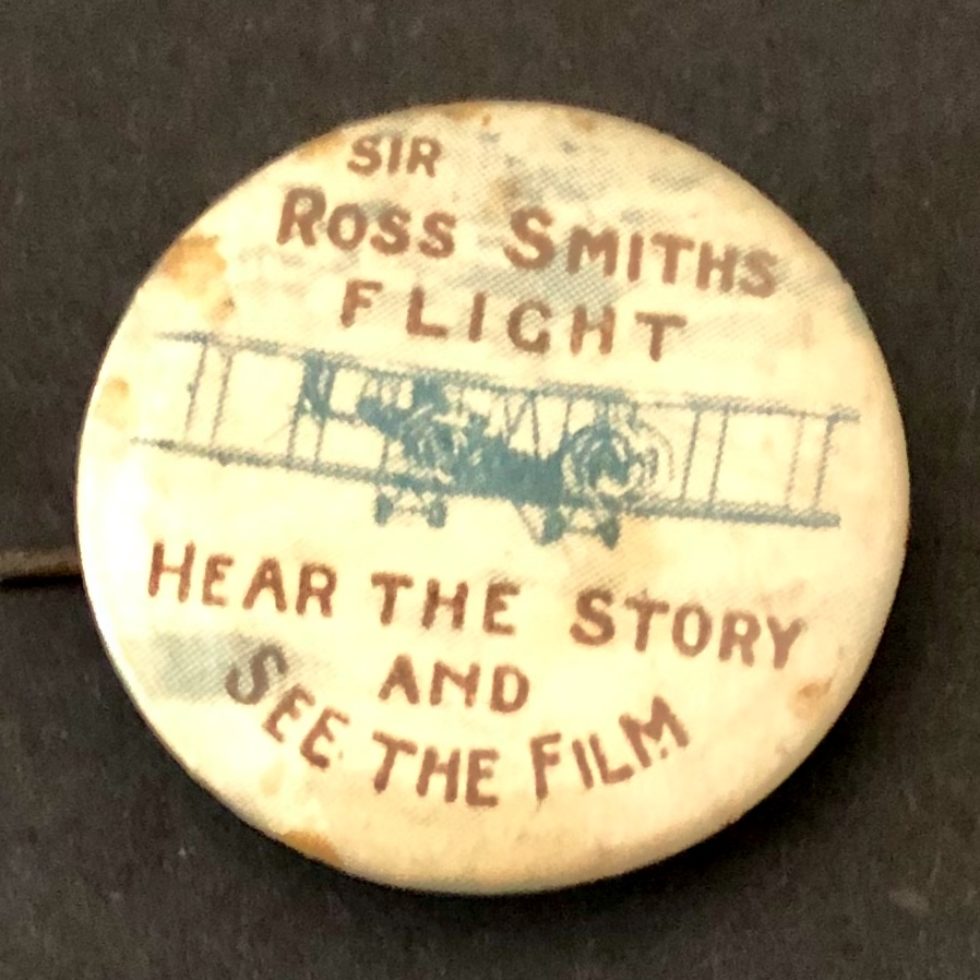 SIR
ROSS SMITHS
FLIGHT
HEAR THE STORY
AND
SEE THE FILM